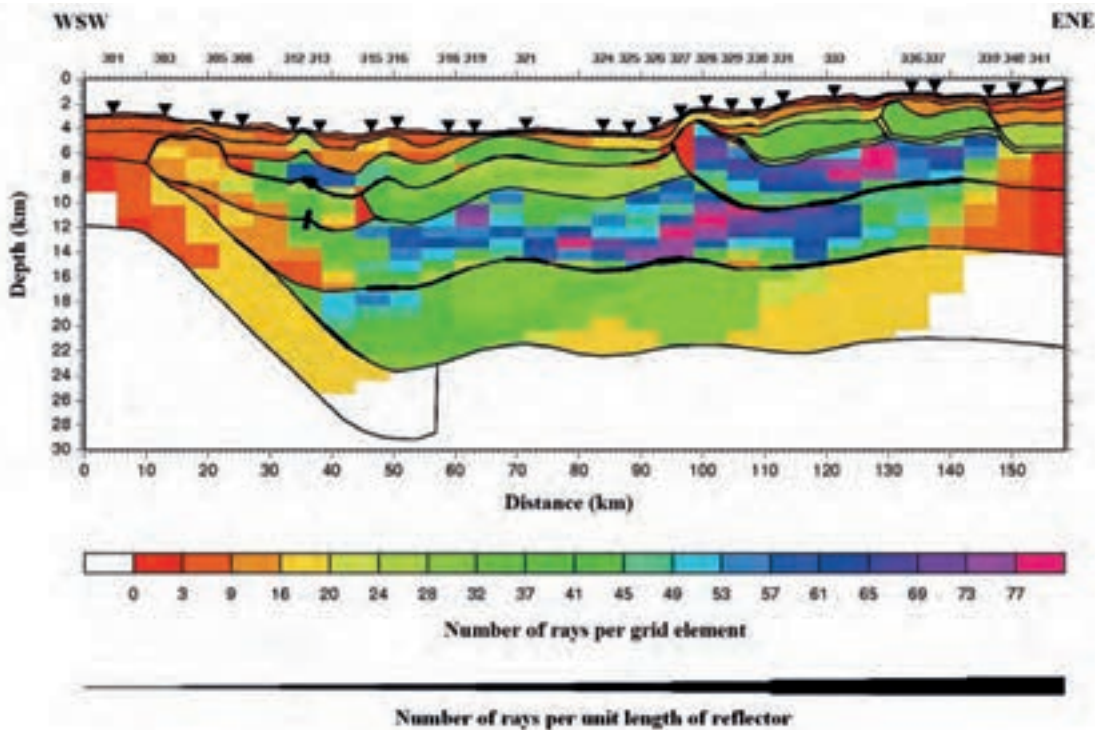 WSW ENE
301 303 305 312 313 315 316 318 319 321 324 325 326 327 328 329 330 331 333 336 337 339 340 341
0
2
4
6
8
10
12
14
15
16
18
20
22
24
26
28
30
Depth (km)
0 10 20 30 40 50 60 70 80 90 100 110 120 130 140 150
Distance (km)
0 3 9 16 20 24 28 32 37 41 45 49 53 57 61 65 69 73 77
Number of rays per grid element
Number of rays per unit length of reflector